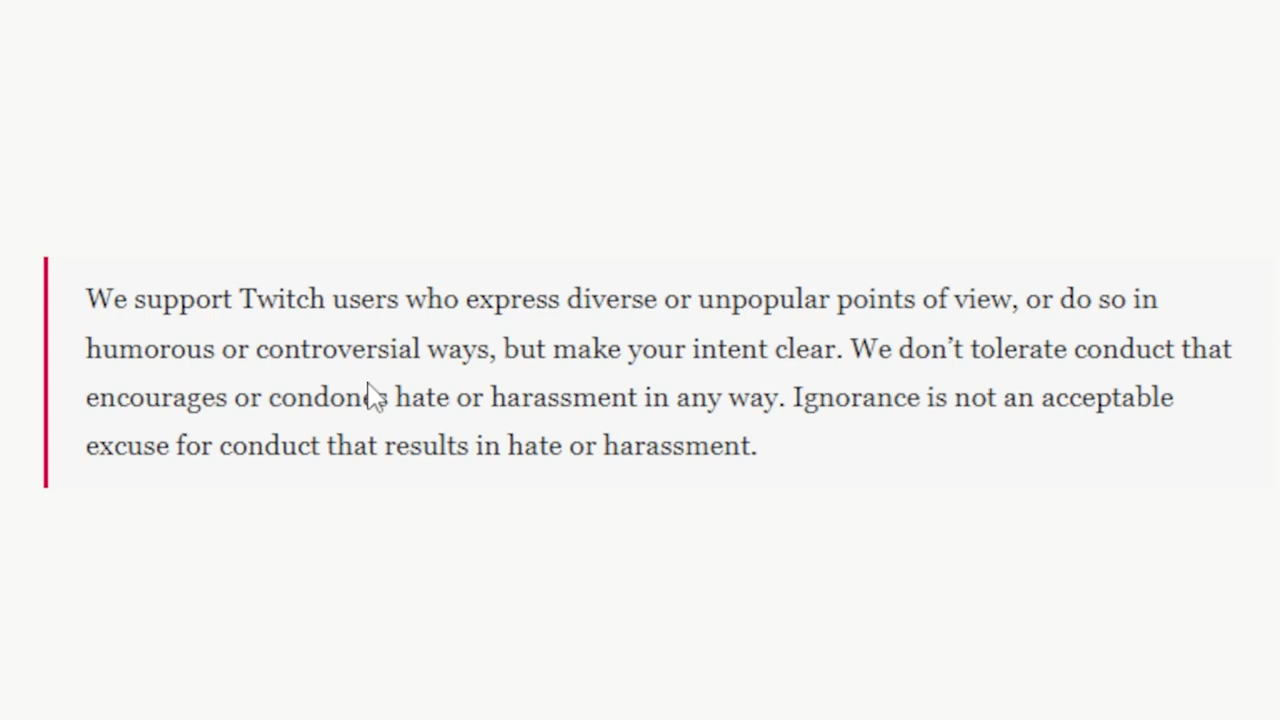 We support Twitch users who express diverse or unpopular points of view, or do so in
humorous or controversial ways, but make your intent clear. We don’t tolerate conduct that
encourages or condones hate or harassment in any way. Ignorance is not an acceptable
excuse for conduct that results in hate or harassment.